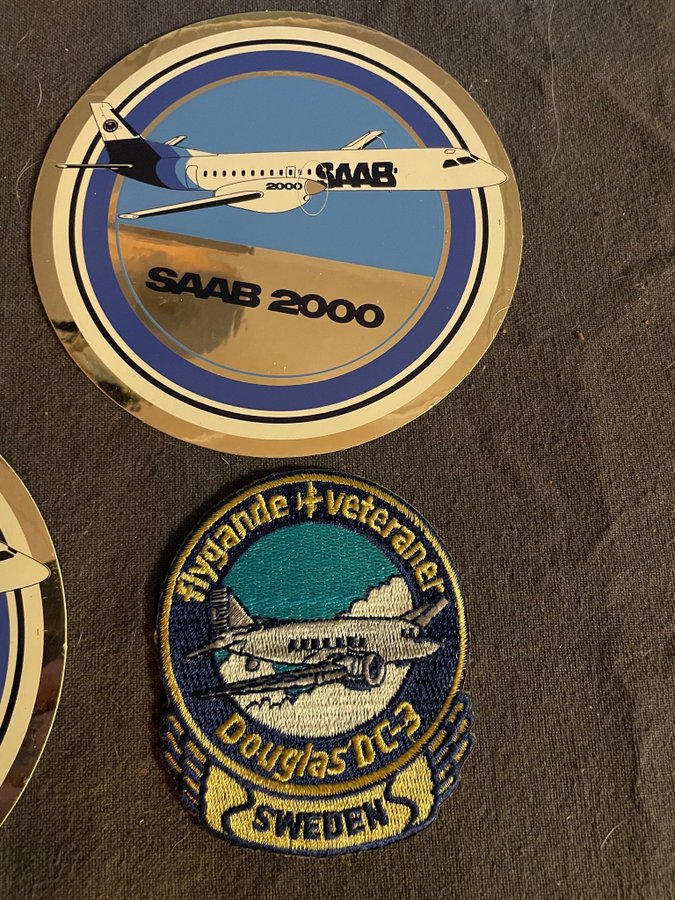 SAAB
2000
SAAB 2000
flygande veteraner
Douglas DC-3
SWEDEN